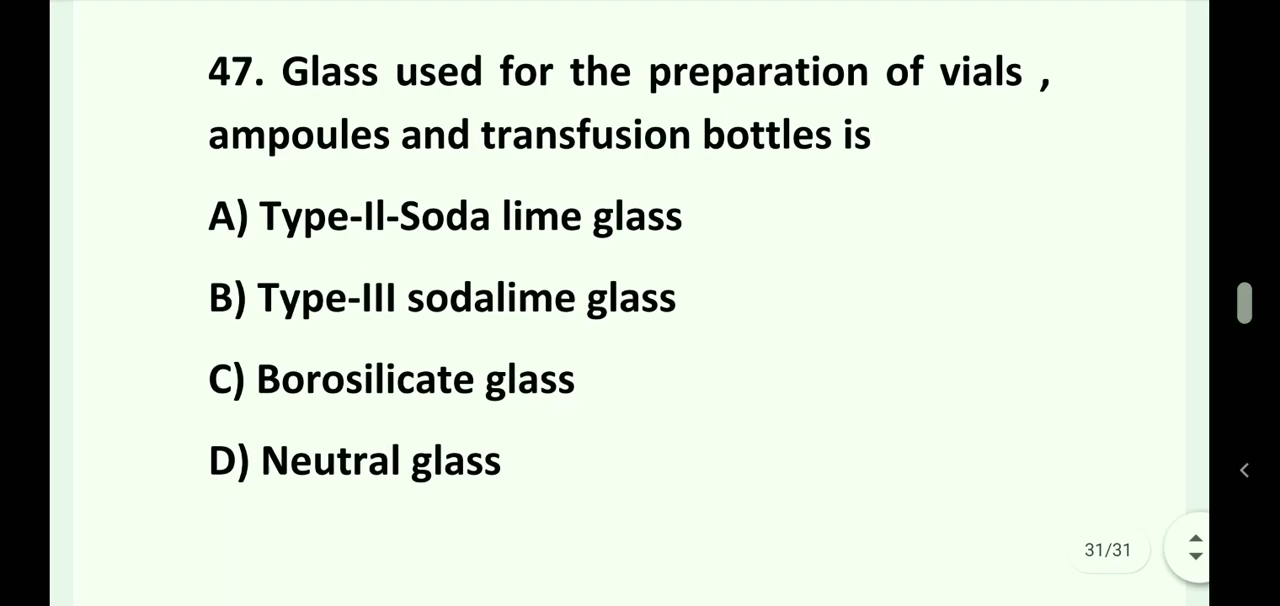 47. Glass used for the preparation of vials ,
ampoules and transfusion bottles is
A) Type-Il-Soda lime glass
B) Type-III sodalime glass
C) Borosilicate glass
D) Neutral glass
31/31